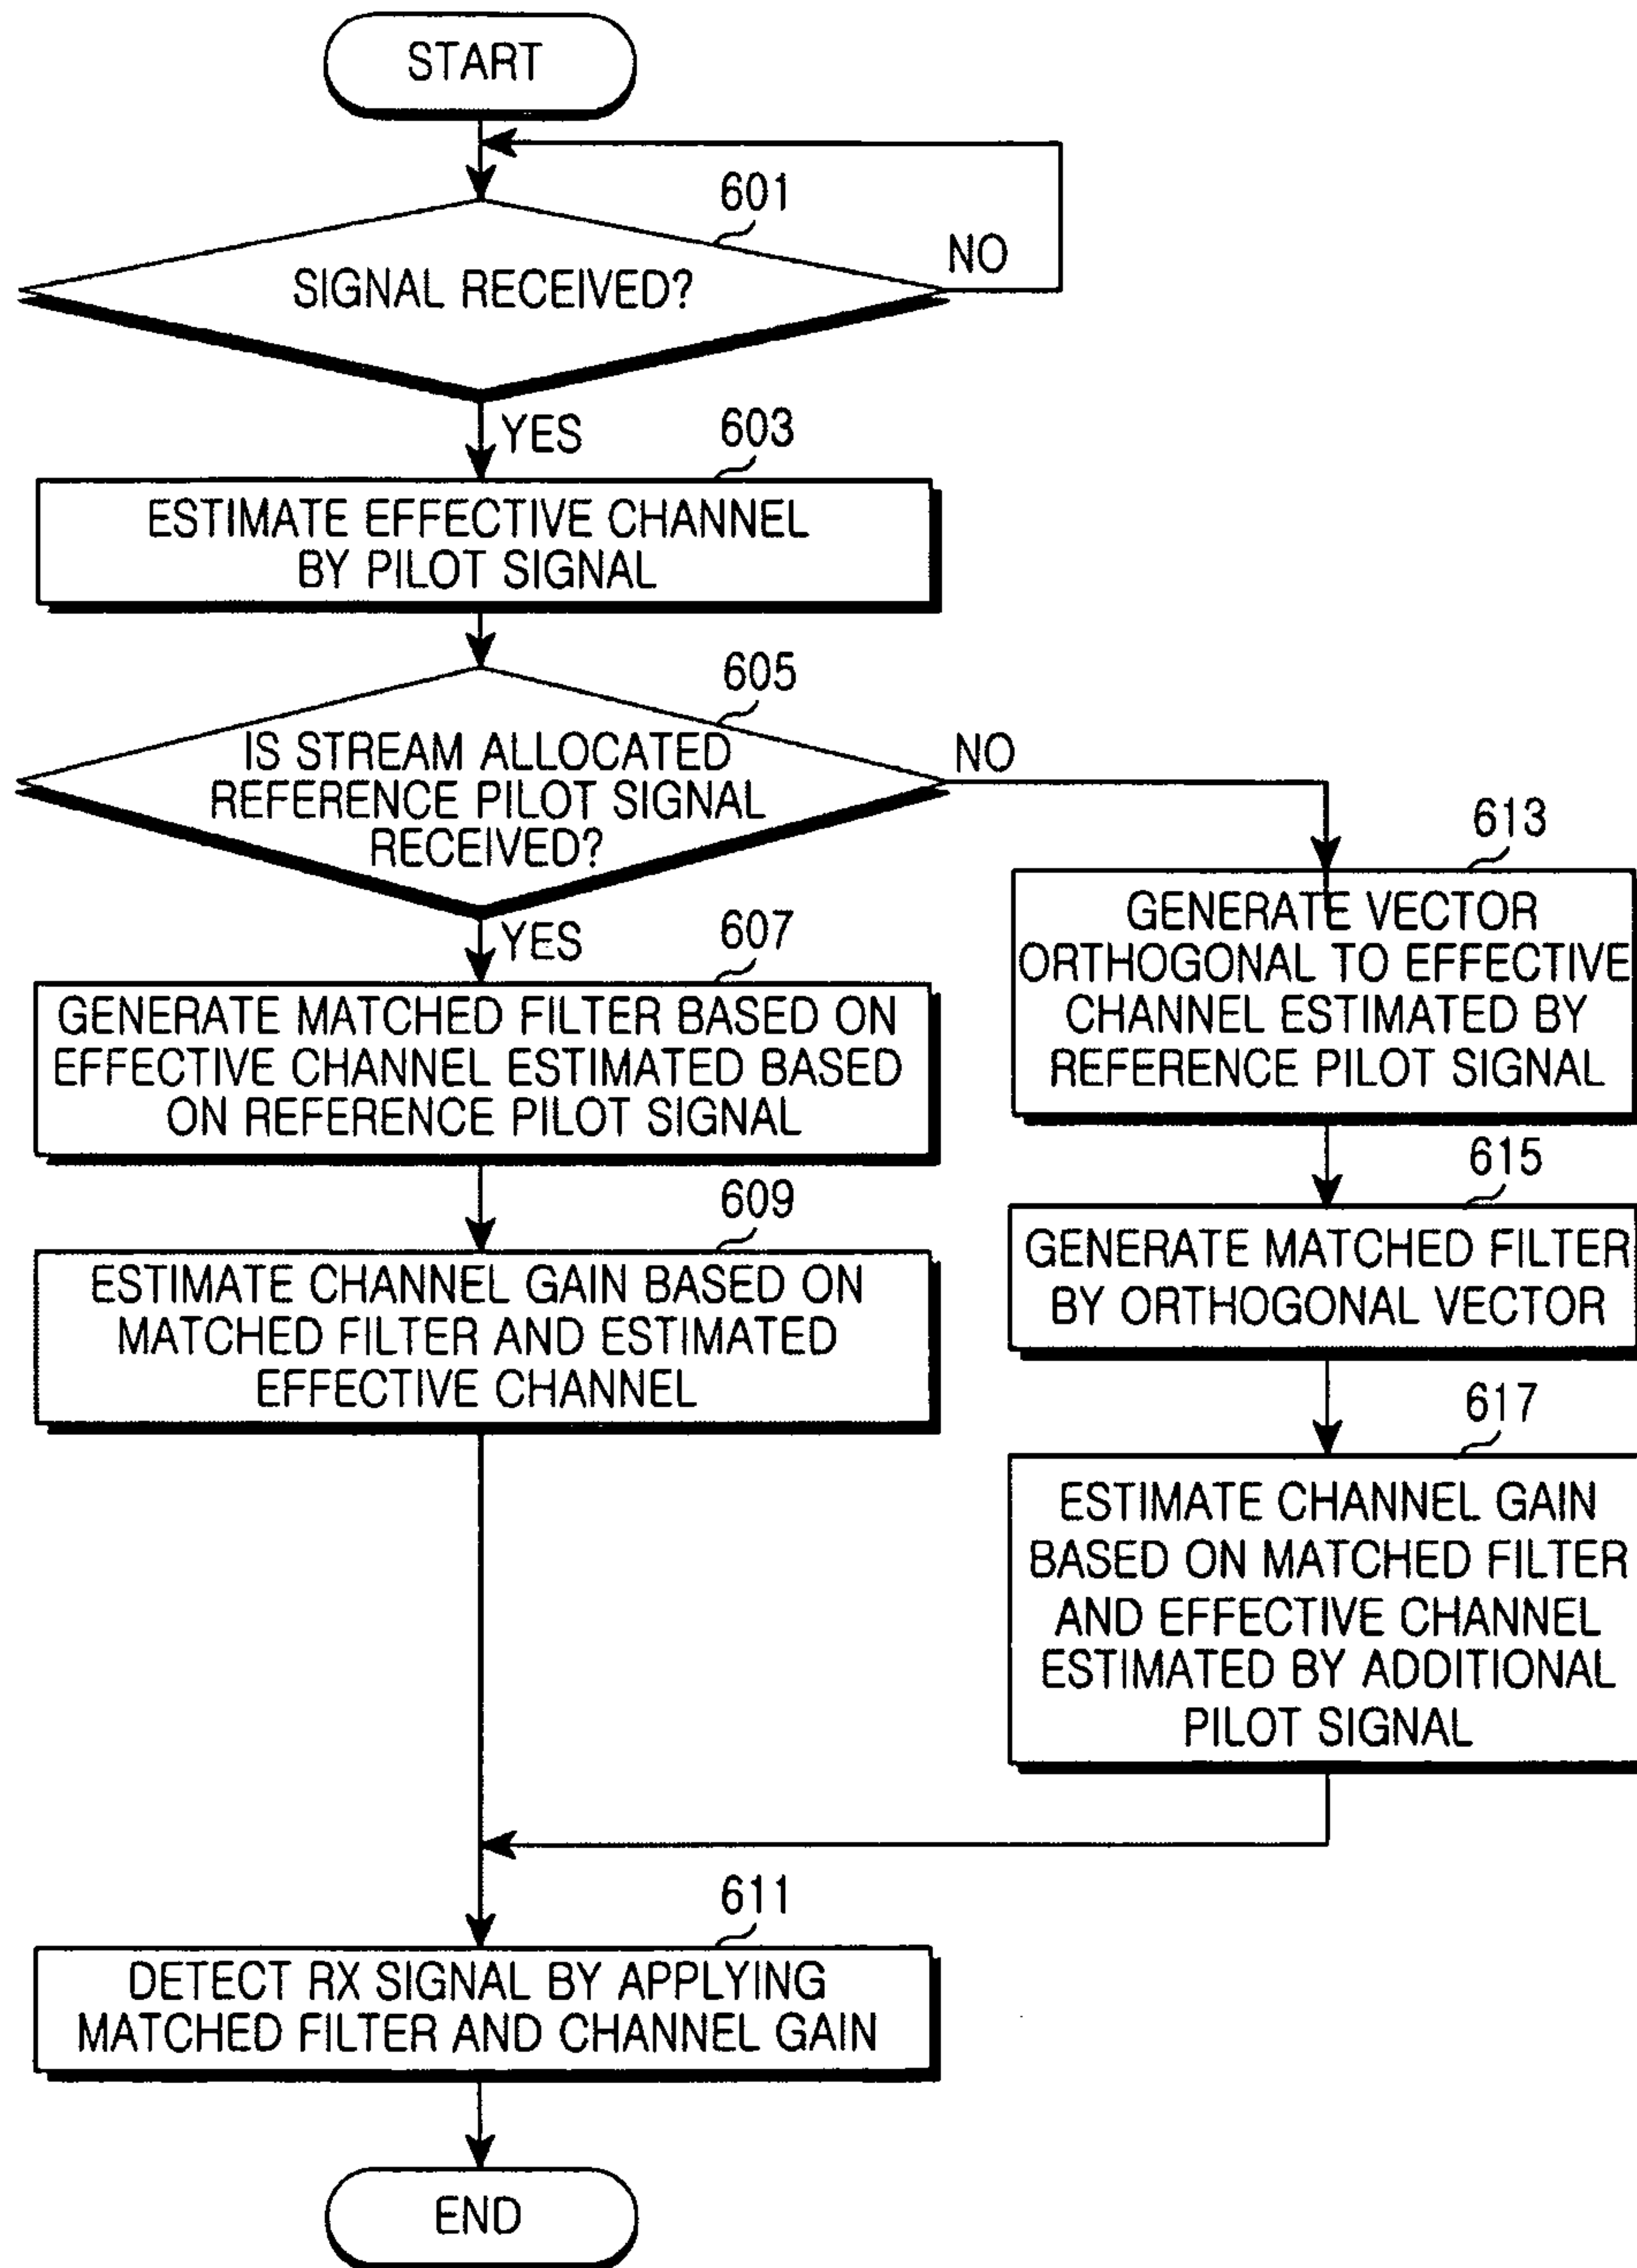 START
601
SIGNAL RECEIVED?
NO
YES
603
ESTIMATE EFFECTIVE CHANNEL
BY PILOT SIGNAL
605
IS STREAM ALLOCATED
REFERENCE PILOT SIGNAL
RECEIVED?
NO
YES
607
GENERATE MATCHED FILTER BASED ON
EFFECTIVE CHANNEL ESTIMATED BASED
ON REFERENCE PILOT SIGNAL
609
ESTIMATE CHANNEL GAIN BASED ON
MATCHED FILTER AND ESTIMATED
EFFECTIVE CHANNEL
613
GENERATE VECTOR
ORTHOGONAL TO EFFECTIVE
CHANNEL ESTIMATED BY
REFERENCE PILOT SIGNAL
615
GENERATE MATCHED FILTER
BY ORTHOGONAL VECTOR
617
ESTIMATE CHANNEL GAIN
BASED ON MATCHED FILTER
AND EFFECTIVE CHANNEL
ESTIMATED BY ADDITIONAL
PILOT SIGNAL
611
DETECT RX SIGNAL BY APPLYING
MATCHED FILTER AND CHANNEL GAIN
END